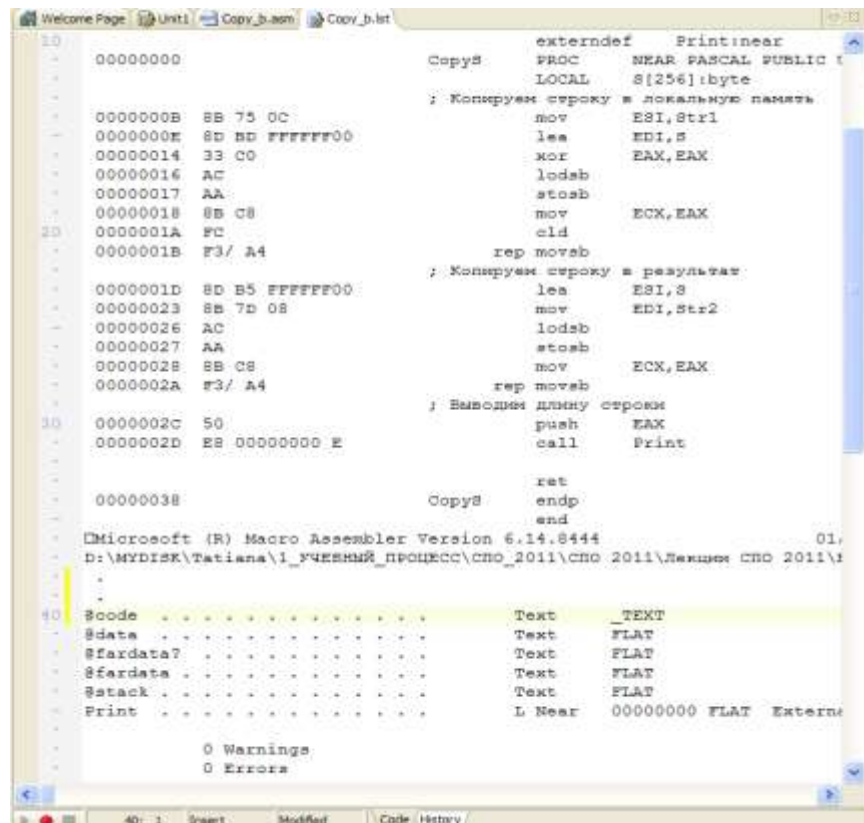 Welcome Page Unit1 Copy_b.asm Copy_b.lst
10 externdef Print:near
00000000 CopyS PROC NEAR PASCAL PUBLIC
LOCAL S[256]:byte
; Копируем строку в локальную память
0000000B 8B 75 0C mov ESI,Str1
0000000E 8D BD FFFFFF00 lea EDI,S
00000014 33 C0 xor EAX,EAX
00000016 AC lodsb
00000017 AA stosb
00000018 8B C8 mov ECX,EAX
20 0000001A FC cld
0000001B F3/ A4 rep movsb
; Копируем строку в результат
0000001D 8D B5 FFFFFF00 lea ESI,S
00000023 8B 7D 08 mov EDI,Str2
00000026 AC lodsb
00000027 AA stosb
00000028 8B C8 mov ECX,EAX
0000002A F3/ A4 rep movsb
; Выводим длину строки
30 0000002C 50 push EAX
0000002D E8 00000000 E call Print
ret
00000038 CopyS endp
end
Microsoft (R) Macro Assembler Version 6.14.8444 01/
D:\MYDISK\Tatiana\1_УЧЕБНЫЙ_ПРОЦЕСС\СПО_2011\СПО 2011\Лекции СПО 2011\
.
.
40 @code . . . . . . . . . . . . . Text _TEXT
@data . . . . . . . . . . . . . Text FLAT
@fardata? . . . . . . . . . . . Text FLAT
@fardata . . . . . . . . . . . . Text FLAT
@stack . . . . . . . . . . . . . Text FLAT
Print . . . . . . . . . . . . . L Near 00000000 FLAT Externa
0 Warnings
0 Errors
40: 1 Insert Modified Code History